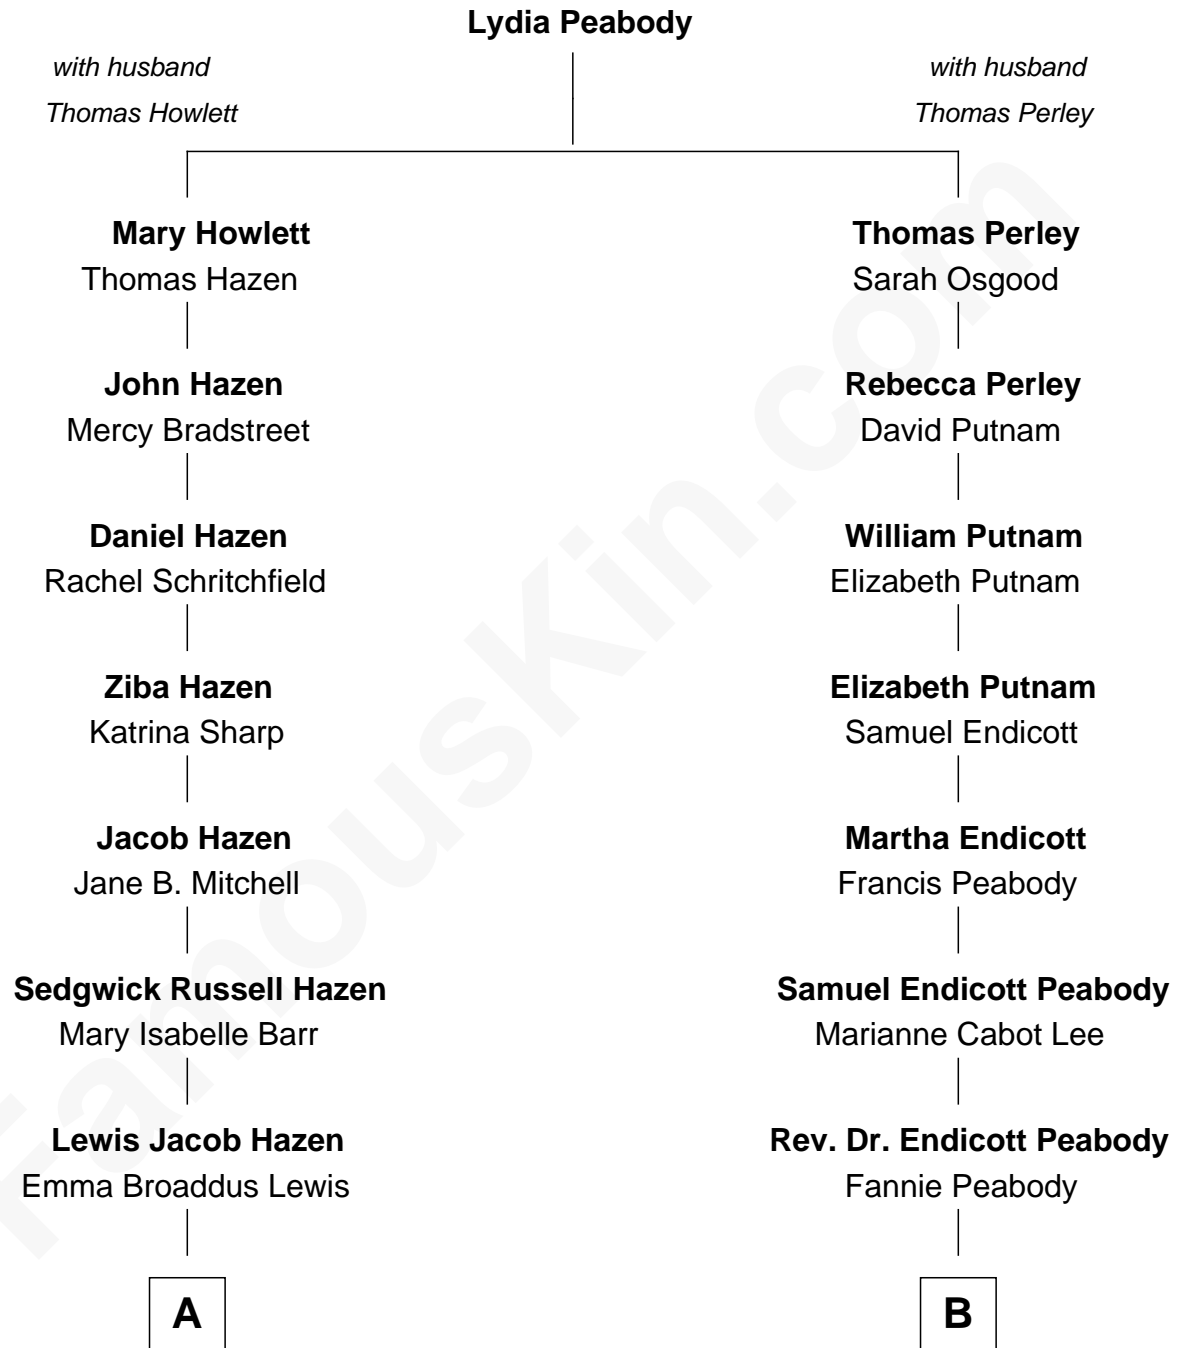 Lydia Peabody
with husband
Thomas Howlett
with husband
Thomas Perley
Mary Howlett
Thomas Hazen
Thomas Perley
Sarah Osgood
John Hazen
Mercy Bradstreet
Rebecca Perley
David Putnam
Daniel Hazen
Rachel Schritchfield
William Putnam
Elizabeth Putnam
Ziba Hazen
Katrina Sharp
Elizabeth Putnam
Samuel Endicott
Jacob Hazen
Jane B. Mitchell
Martha Endicott
Francis Peabody
Sedgwick Russell Hazen
Mary Isabelle Barr
Samuel Endicott Peabody
Marianne Cabot Lee
Lewis Jacob Hazen
Emma Broaddus Lewis
Rev. Dr. Endicott Peabody
Fannie Peabody
A
B
FamousKin.com